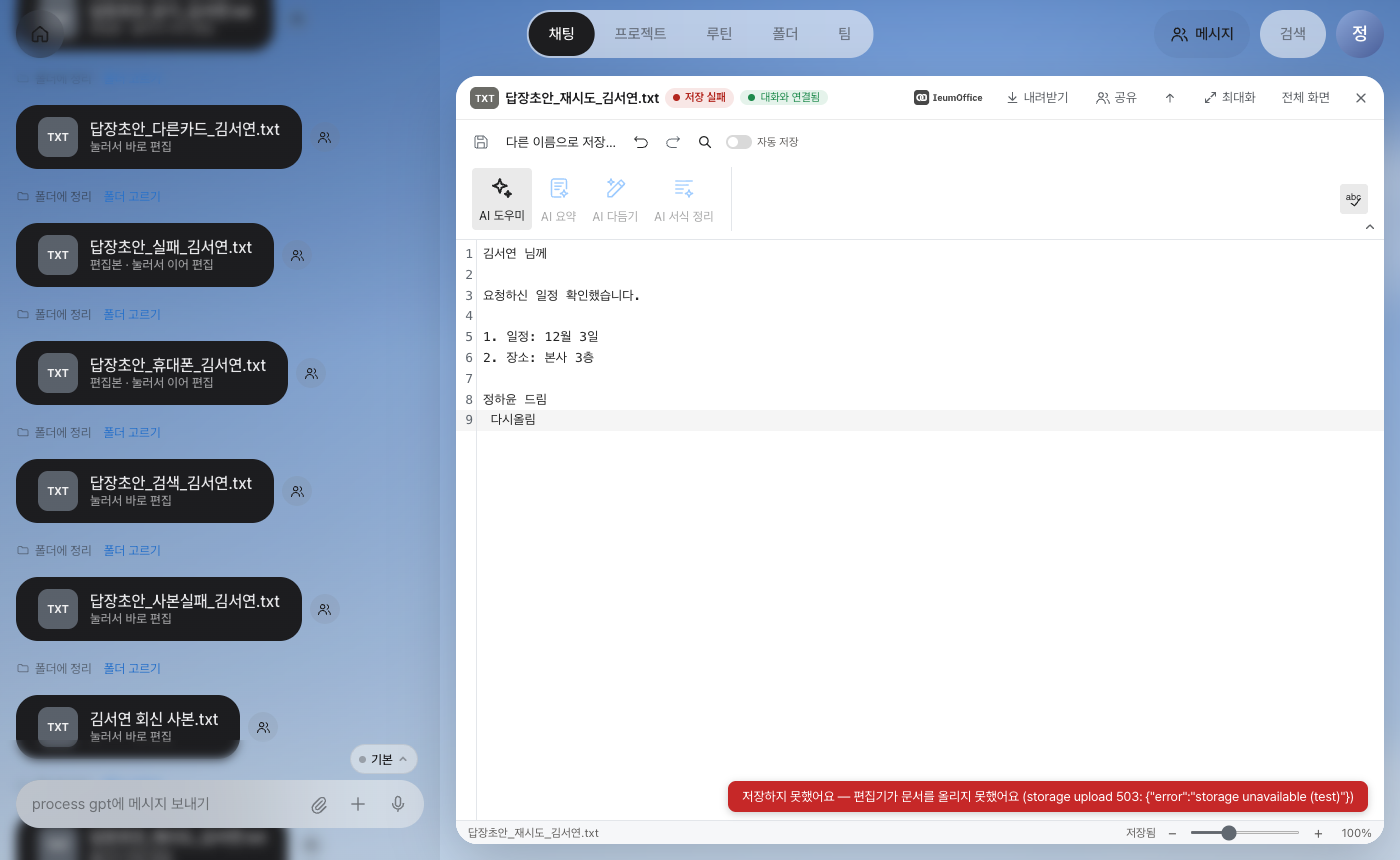 채팅
프로젝트
루틴
폴더
팀
메시지
검색
정
TXT
답장초안_다른카드_김서연.txt
눌러서 바로 편집
폴더에 정리 폴더 고르기
TXT
답장초안_실패_김서연.txt
편집본 · 눌러서 이어 편집
폴더에 정리 폴더 고르기
TXT
답장초안_휴대폰_김서연.txt
편집본 · 눌러서 이어 편집
폴더에 정리 폴더 고르기
TXT
답장초안_검색_김서연.txt
눌러서 바로 편집
폴더에 정리 폴더 고르기
TXT
답장초안_사본실패_김서연.txt
눌러서 바로 편집
폴더에 정리 폴더 고르기
TXT
김서연 회신 사본.txt
눌러서 바로 편집
기본
process gpt에 메시지 보내기
TXT 답장초안_재시도_김서연.txt 저장 실패 대화와 연결됨 IeumOffice 내려받기 공유 최대화 전체 화면
다른 이름으로 저장... 자동 저장
AI 도우미 AI 요약 AI 다듬기 AI 서식 정리
abc
1 김서연 님께
2
3 요청하신 일정 확인했습니다.
4
5 1. 일정: 12월 3일
6 2. 장소: 본사 3층
7
8 정하윤 드림
9 다시올림
저장하지 못했어요 — 편집기가 문서를 올리지 못했어요 (storage upload 503: {"error":"storage unavailable (test)"})
답장초안_재시도_김서연.txt 저장됨 100%